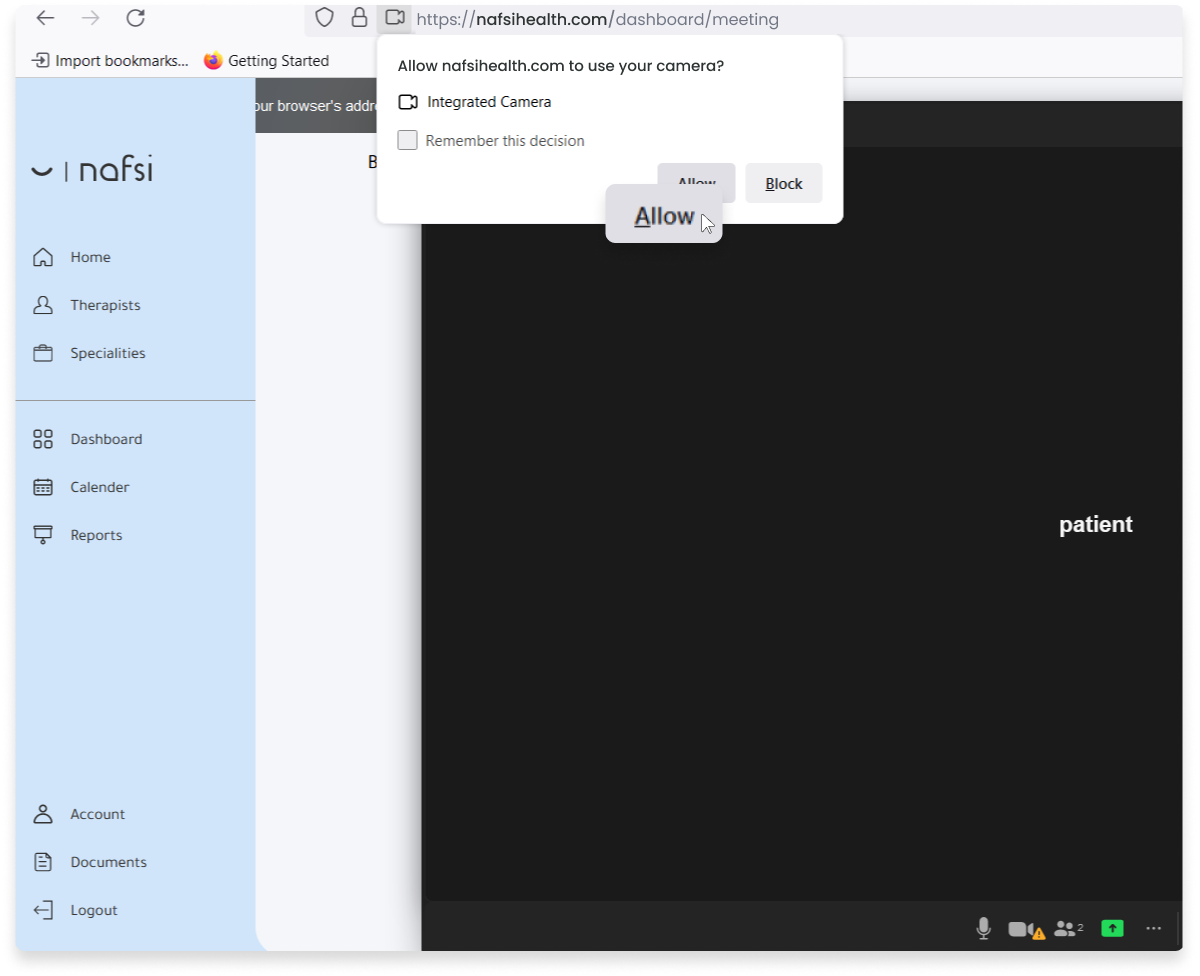 https://nafsihealth.com/dashboard/meeting
Import bookmarks...
Getting Started
Allow nafsihealth.com to use your camera?
Integrated Camera
Remember this decision
Allow
Block
Allow
our browser's addre
B
nafsi
Home
Therapists
Specialities
Dashboard
Calender
Reports
Account
Documents
Logout
patient
2